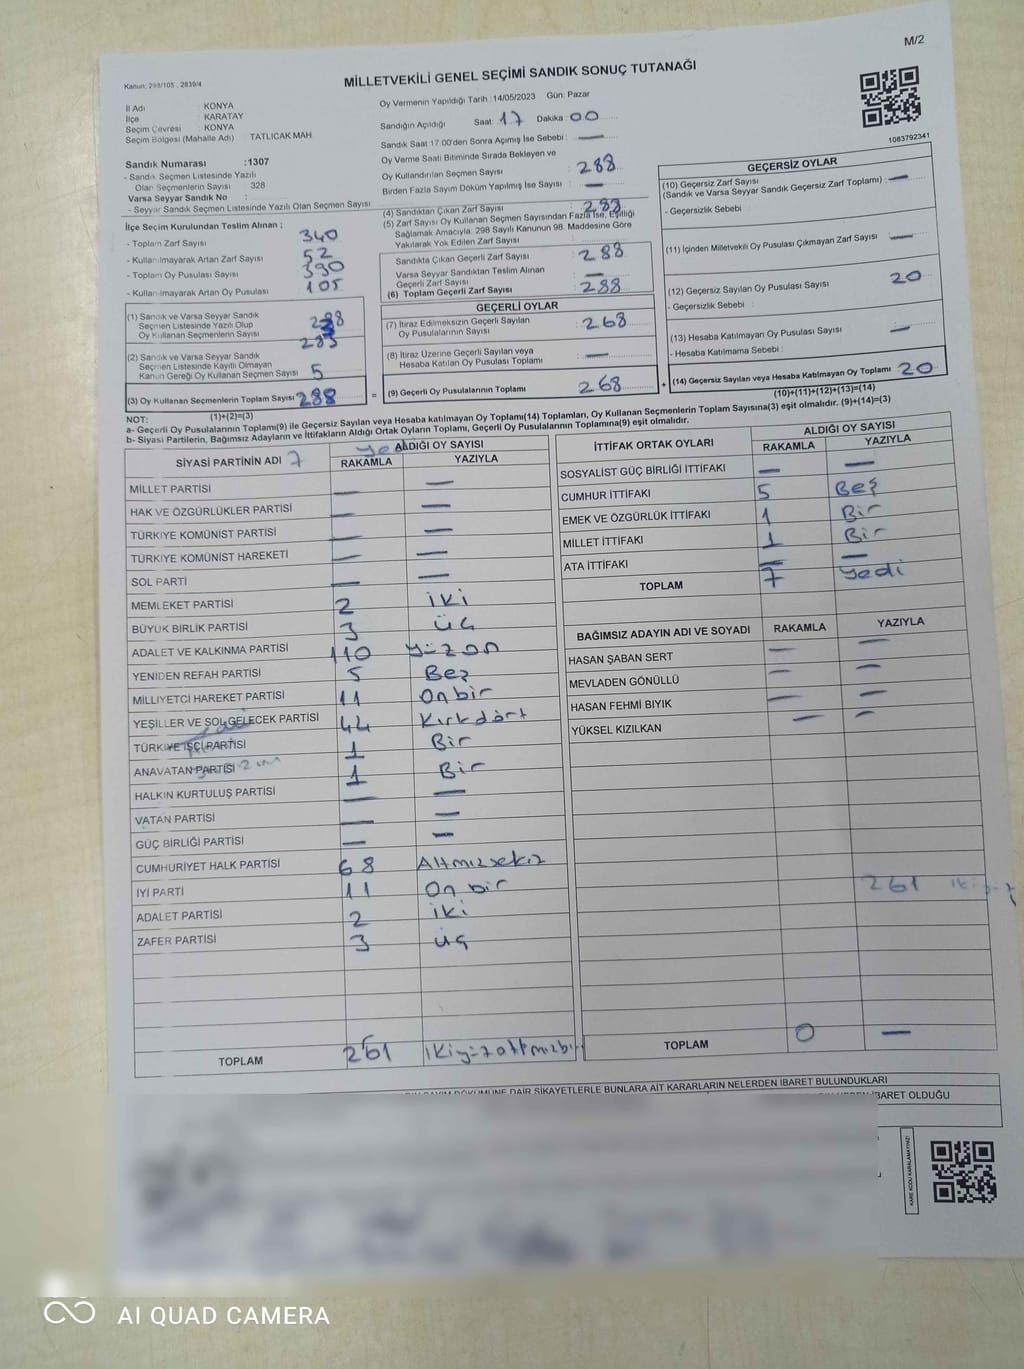 M/2
Kanun: 298/105 , 2839/4
MİLLETVEKİLİ GENEL SEÇİMİ SANDIK SONUÇ TUTANAĞI
İl Adı : KONYA
İlçe : KARATAY
Seçim Çevresi : KONYA
Seçim Bölgesi (Mahalle Adı) TATLICAK MAH
Sandık Numarası :1307
- Sandık Seçmen Listesinde Yazılı
Olan Seçmenlerin Sayısı : 328
Varsa Seyyar Sandık No :
- Seyyar Sandık Seçmen Listesinde Yazılı Olan Seçmen Sayısı
İlçe Seçim Kurulundan Teslim Alınan ;
- Toplam Zarf Sayısı 340
- Kullanılmayarak Artan Zarf Sayısı 52
- Toplam Oy Pusulası Sayısı 390
- Kullanılmayarak Artan Oy Pusulası 105
(1) Sandık ve Varsa Seyyar Sandık
Seçmen Listesinde Yazılı Olup
Oy Kullanan Seçmenlerin Sayısı 283
(2) Sandık ve Varsa Seyyar Sandık
Seçmen Listesinde Kayıtlı Olmayan
Kanun Gereği Oy Kullanan Seçmen Sayısı 5
(3) Oy Kullanan Seçmenlerin Toplam Sayısı 288
(1)+(2)=(3)
Oy Vermenin Yapıldığı Tarih :14/05/2023 Gün: Pazar
Sandığın Açıldığı Saat: 17 Dakika: 00
Sandık Saat 17.00'den Sonra Açılmış İse Sebebi : —
Oy Verme Saati Bitiminde Sırada Bekleyen ve
Oy Kullandırılan Seçmen Sayısı : 288
Birden Fazla Sayım Döküm Yapılmış İse Sayısı : —
(4) Sandıktan Çıkan Zarf Sayısı : 288
(5) Zarf Sayısı Oy Kullanan Seçmen Sayısından Fazla İse, Eşitliği
Sağlamak Amacıyla; 298 Sayılı Kanunun 98. Maddesine Göre
Yakılarak Yok Edilen Zarf Sayısı :
Sandıkta Çıkan Geçerli Zarf Sayısı : 288
Varsa Seyyar Sandıktan Teslim Alınan
Geçerli Zarf Sayısı : —
(6) Toplam Geçerli Zarf Sayısı : 288
GEÇERLİ OYLAR
(7) İtiraz Edilmeksizin Geçerli Sayılan
Oy Pusulalarının Sayısı : 268
(8) İtiraz Üzerine Geçerli Sayılan veya
Hesaba Katılan Oy Pusulası Toplamı : —
= (9) Geçerli Oy Pusulalarının Toplamı 268 +
1083792341
GEÇERSİZ OYLAR
(10) Geçersiz Zarf Sayısı
(Sandık ve Varsa Seyyar Sandık Geçersiz Zarf Toplamı) : —
- Geçersizlik Sebebi :
(11) İçinden Milletvekili Oy Pusulası Çıkmayan Zarf Sayısı —
(12) Geçersiz Sayılan Oy Pusulası Sayısı : 20
- Geçersizlik Sebebi :
(13) Hesaba Katılmayan Oy Pusulası Sayısı —
- Hesaba Katılmama Sebebi :
(14) Geçersiz Sayılan veya Hesaba Katılmayan Oy Toplamı 20
(10)+(11)+(12)+(13)=(14)
NOT:
a- Geçerli Oy Pusulalarının Toplamı(9) ile Geçersiz Sayılan veya Hesaba katılmayan Oy Toplamı(14) Toplamları, Oy Kullanan Seçmenlerin Toplam Sayısına(3) eşit olmalıdır. (9)+(14)=(3)
b- Siyasi Partilerin, Bağımsız Adayların ve İttifakların Aldığı Ortak Oyların Toplamı, Geçerli Oy Pusulalarının Toplamına(9) eşit olmalıdır.
SİYASİ PARTİNİN ADI 7 ALDIĞI OY SAYISI
RAKAMLA YAZIYLA
MİLLET PARTİSİ — —
HAK VE ÖZGÜRLÜKLER PARTİSİ — —
TÜRKİYE KOMÜNİST PARTİSİ — —
TÜRKİYE KOMÜNİST HAREKETİ — —
SOL PARTİ — —
MEMLEKET PARTİSİ 2 iki
BÜYÜK BİRLİK PARTİSİ 3 üç
ADALET VE KALKINMA PARTİSİ 110 yüzon
YENİDEN REFAH PARTİSİ 5 Beş
MİLLİYETÇİ HAREKET PARTİSİ 11 Onbir
YEŞİLLER VE SOL GELECEK PARTİSİ 44 Kırkdört
TÜRKİYE İŞÇİ PARTİSİ 1 Bir
ANAVATAN PARTİSİ 1 Bir
HALKIN KURTULUŞ PARTİSİ — —
VATAN PARTİSİ — —
GÜÇ BİRLİĞİ PARTİSİ — —
CUMHURİYET HALK PARTİSİ 68 Altmızsekiz
İYİ PARTİ 11 On bir
ADALET PARTİSİ 2 iki
ZAFER PARTİSİ 3 üç
TOPLAM 261 ikiyüzaltmızbir
İTTİFAK ORTAK OYLARI ALDIĞI OY SAYISI
RAKAMLA YAZIYLA
SOSYALİST GÜÇ BİRLİĞİ İTTİFAKI — —
CUMHUR İTTİFAKI 5 Beş
EMEK VE ÖZGÜRLÜK İTTİFAKI 1 Bir
MİLLET İTTİFAKI 1 Bir
ATA İTTİFAKI — —
TOPLAM 7 yedi
BAĞIMSIZ ADAYIN ADI VE SOYADI RAKAMLA YAZIYLA
HASAN ŞABAN SERT — —
MEVLADEN GÖNÜLLÜ — —
HASAN FEHMİ BIYIK — —
YÜKSEL KIZILKAN — —
261
TOPLAM 0 —
DÖKÜMÜNE DAİR ŞİKAYETLERLE BUNLARA AİT KARARLARIN NELERDEN İBARET BULUNDUKLARI
İBARET OLDUĞU
KARE KODU KARALAMAYINIZ!
AI QUAD CAMERA